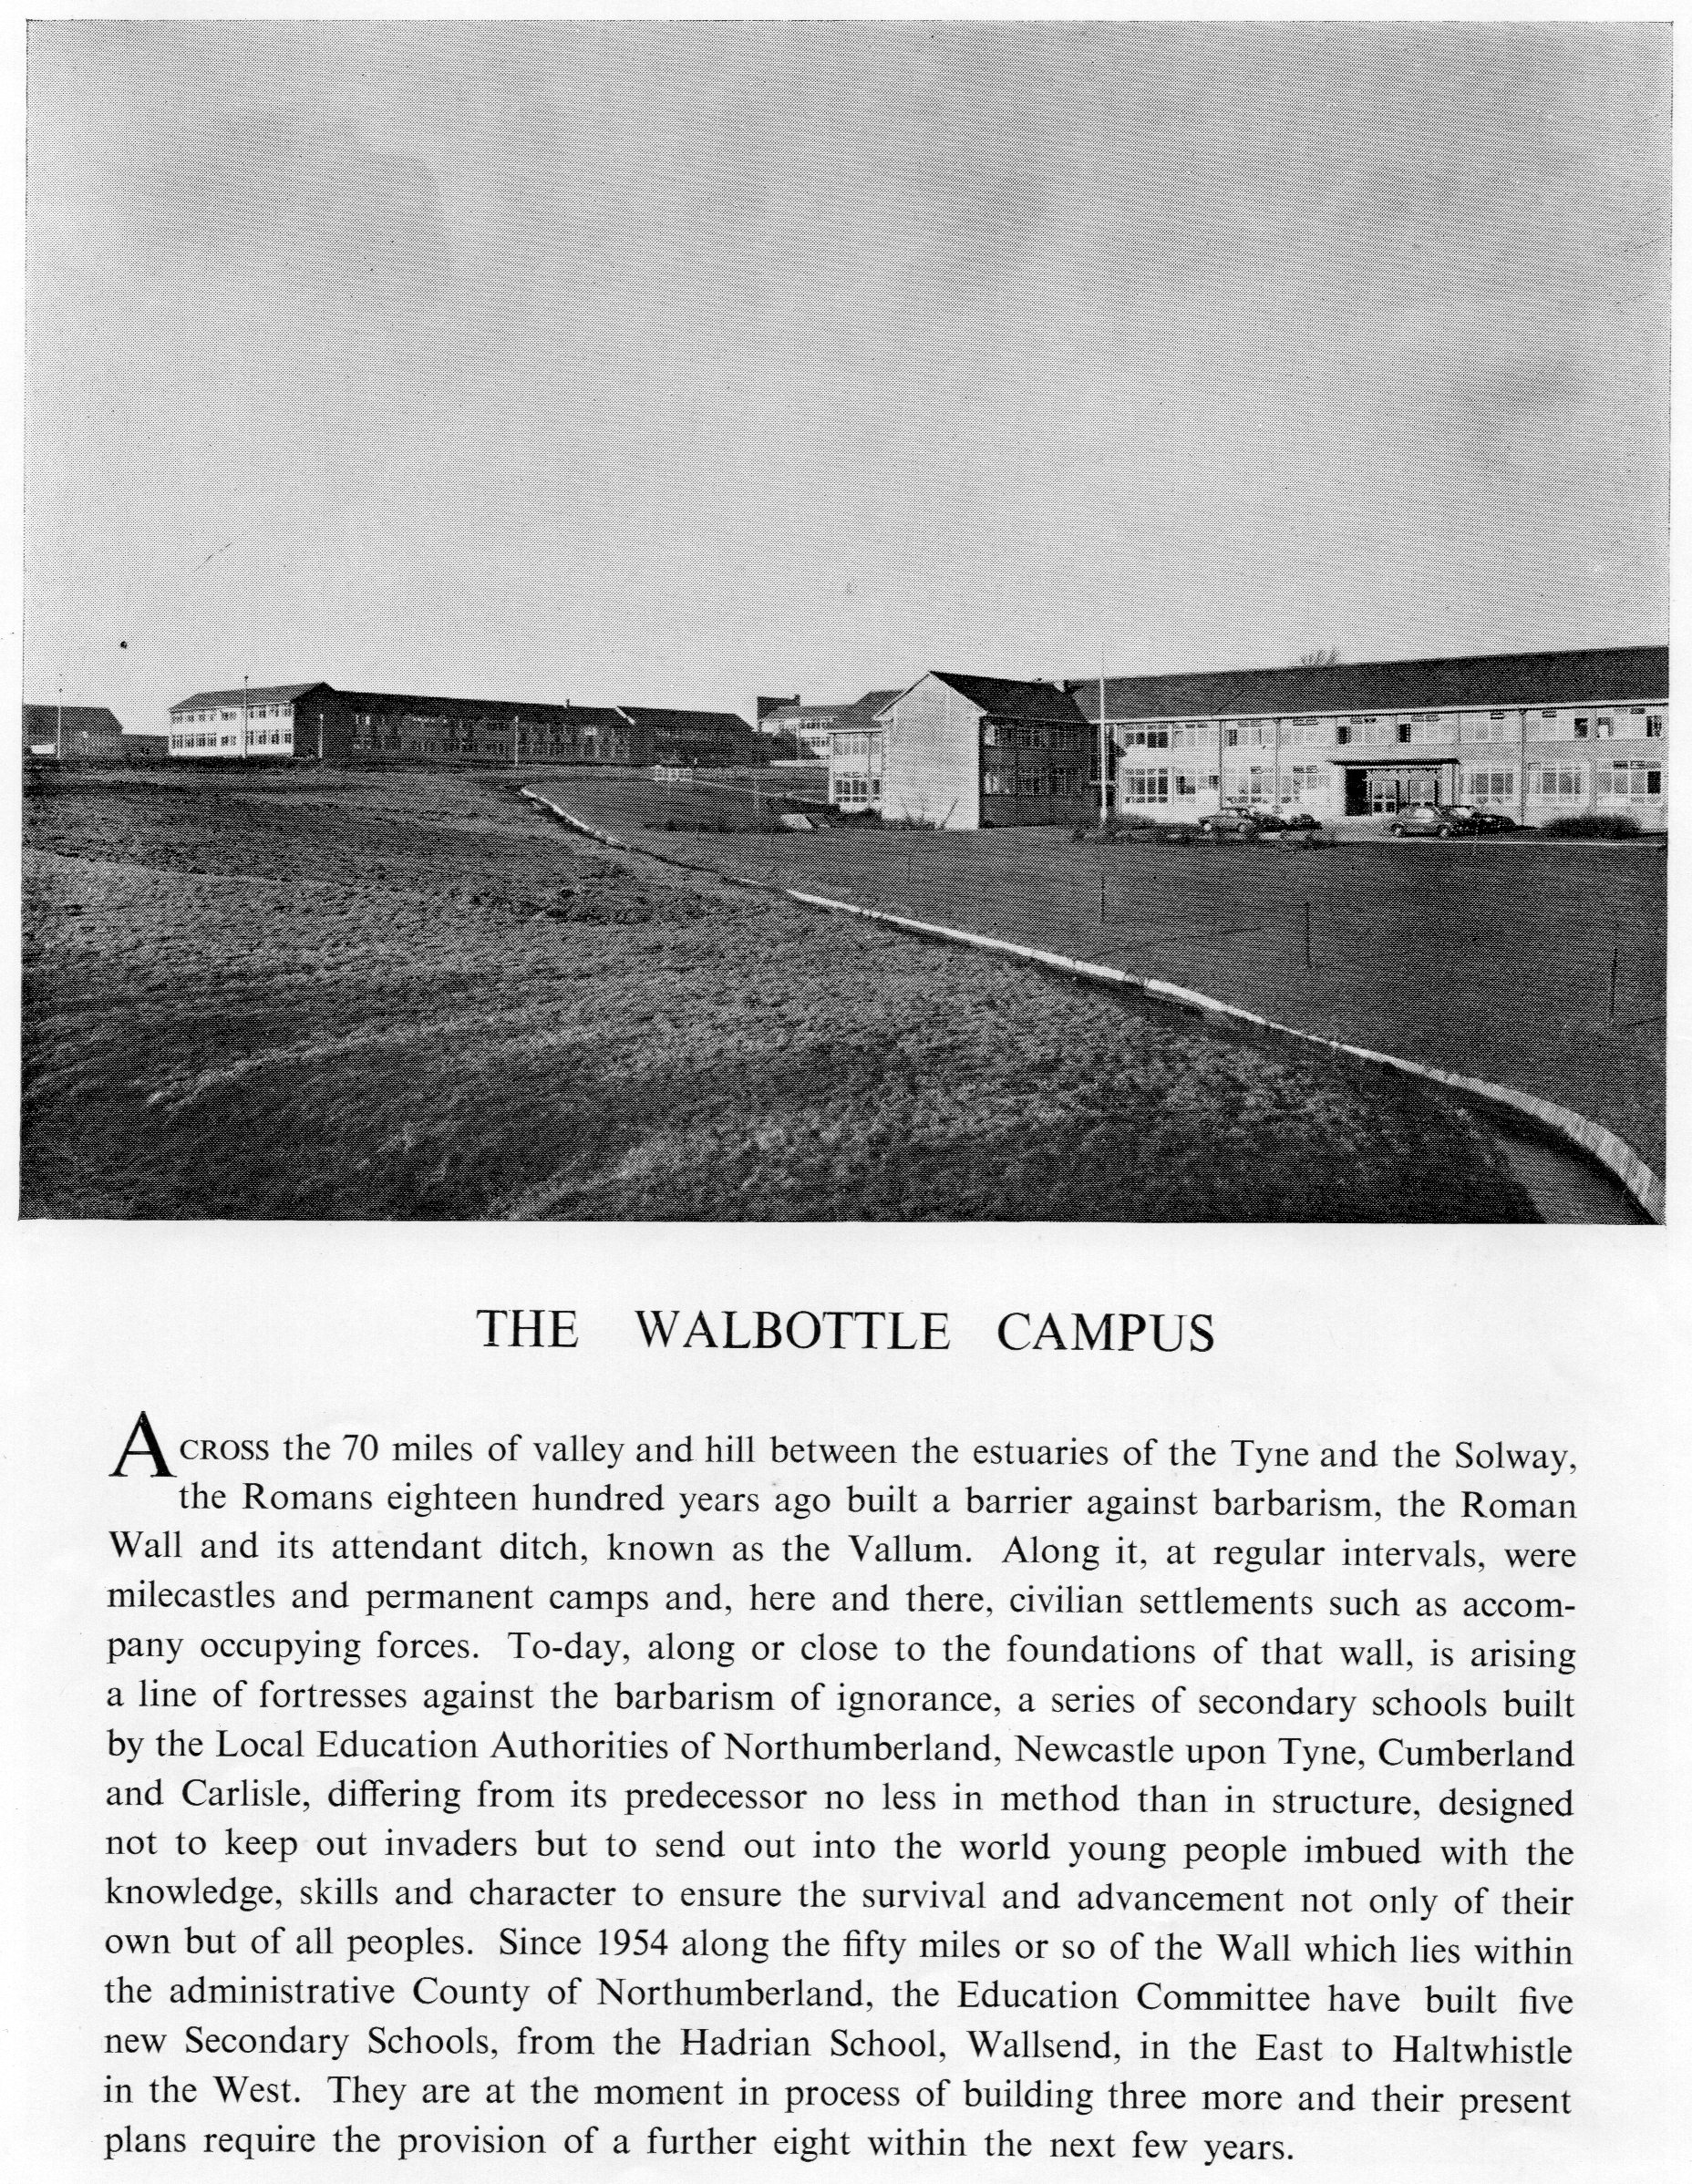 THE WALBOTTLE CAMPUS
ACROSS the 70 miles of valley and hill between the estuaries of the Tyne and the Solway,
the Romans eighteen hundred years ago built a barrier against barbarism, the Roman
Wall and its attendant ditch, known as the Vallum. Along it, at regular intervals, were
milecastles and permanent camps and, here and there, civilian settlements such as accom-
pany occupying forces. To-day, along or close to the foundations of that wall, is arising
a line of fortresses against the barbarism of ignorance, a series of secondary schools built
by the Local Education Authorities of Northumberland, Newcastle upon Tyne, Cumberland
and Carlisle, differing from its predecessor no less in method than in structure, designed
not to keep out invaders but to send out into the world young people imbued with the
knowledge, skills and character to ensure the survival and advancement not only of their
own but of all peoples. Since 1954 along the fifty miles or so of the Wall which lies within
the administrative County of Northumberland, the Education Committee have built five
new Secondary Schools, from the Hadrian School, Wallsend, in the East to Haltwhistle
in the West. They are at the moment in process of building three more and their present
plans require the provision of a further eight within the next few years.